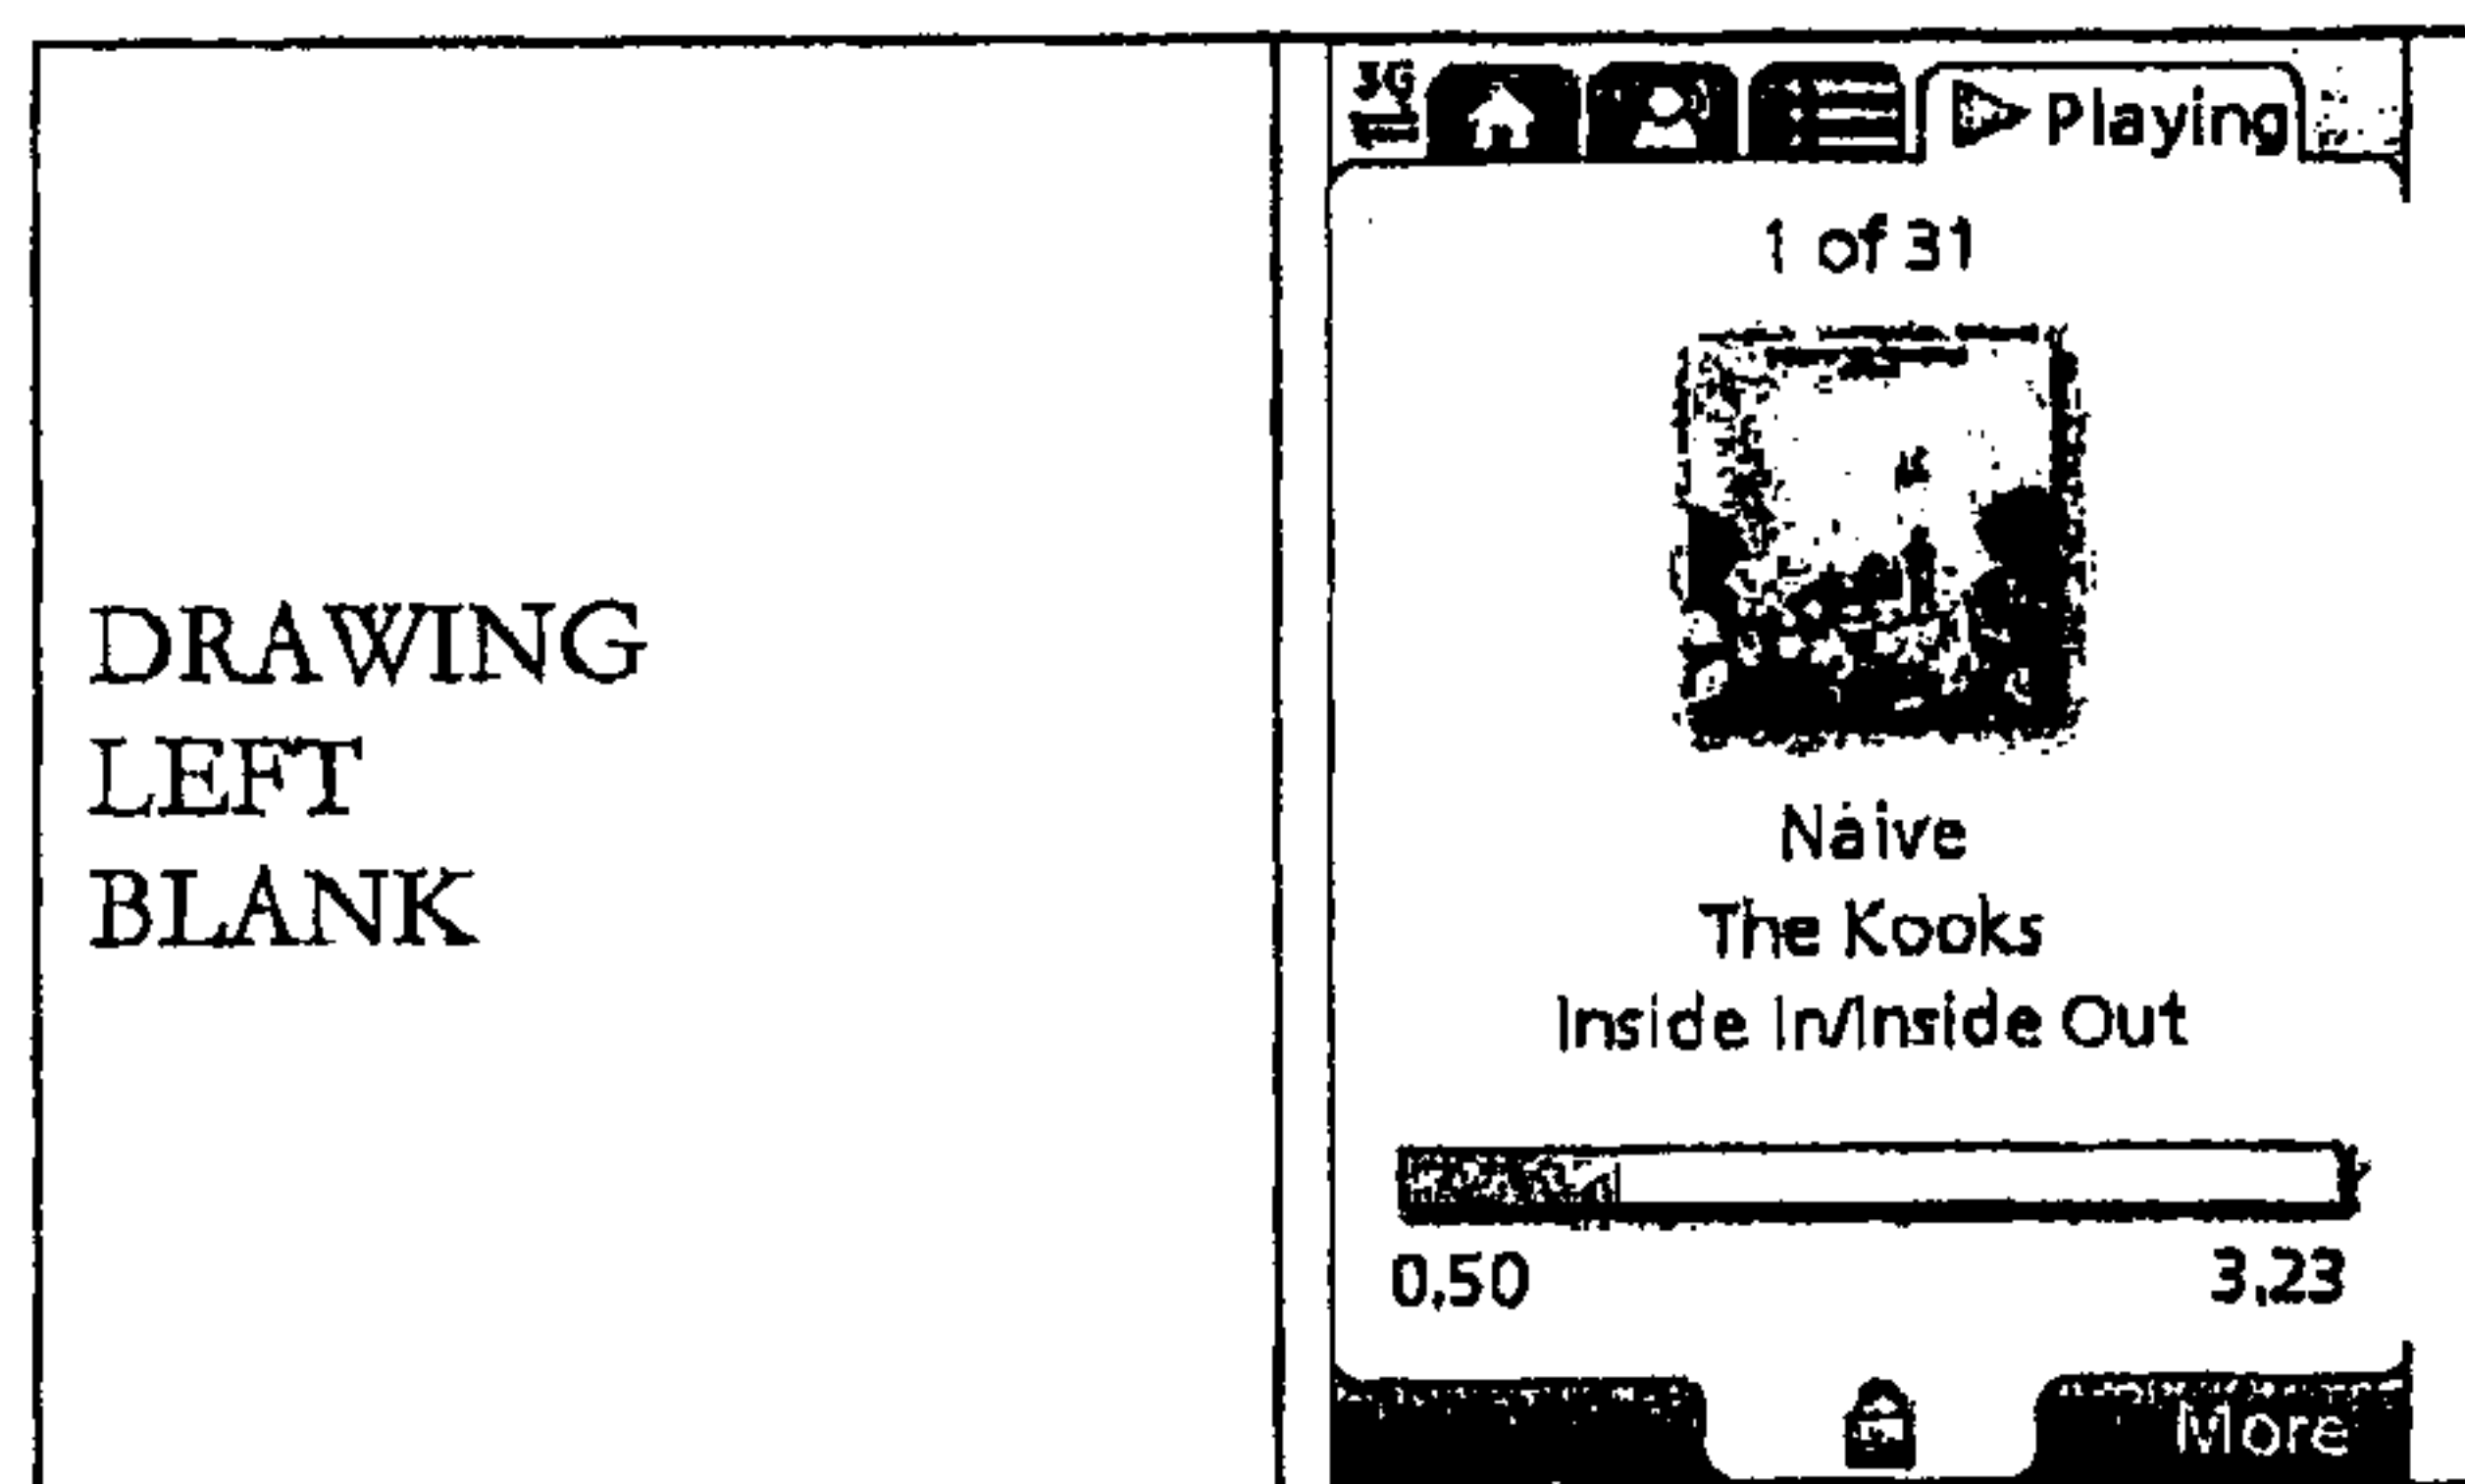 DRAWING
LEFT
BLANK
3G
Playing
1 of 31
Naive
The Kooks
Inside In/Inside Out
0,50 3,23
More